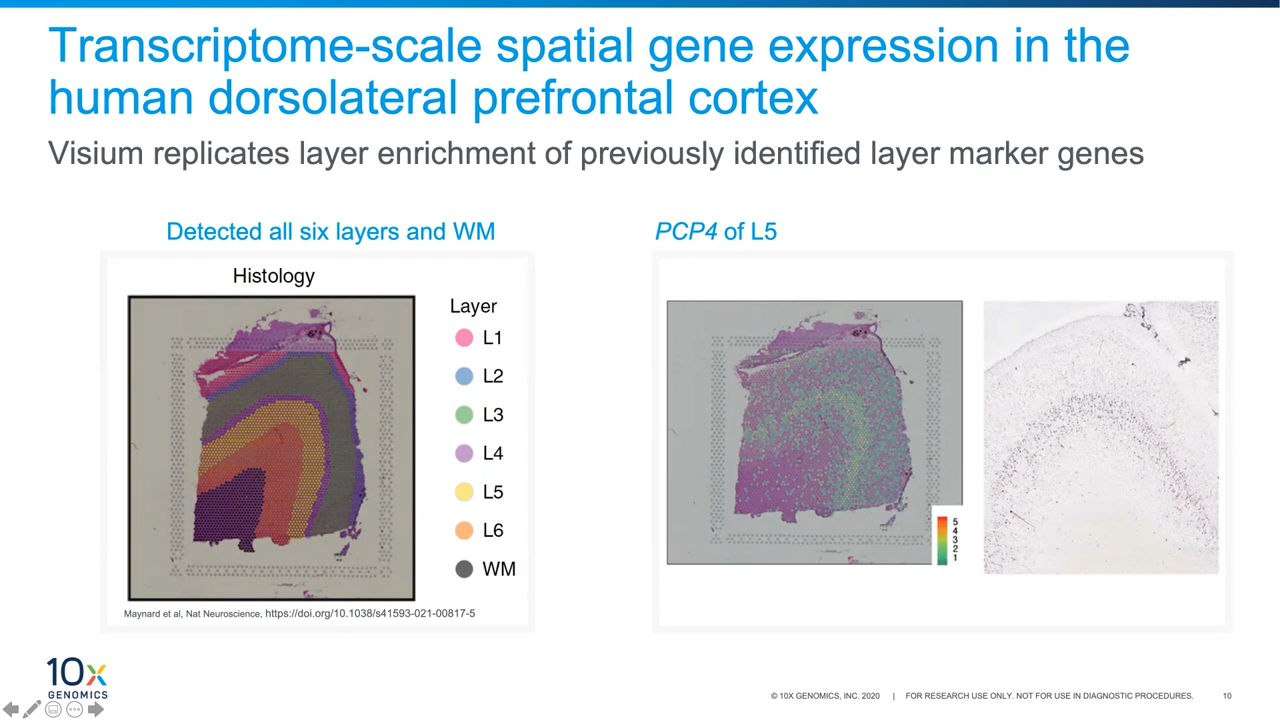 Transcriptome-scale spatial gene expression in the
human dorsolateral prefrontal cortex
Visium replicates layer enrichment of previously identified layer marker genes
Detected all six layers and WM
Histology
Layer
L1
L2
L3
L4
L5
L6
WM
Maynard et al, Nat Neuroscience, https://doi.org/10.1038/s41593-021-00817-5
PCP4 of L5
5
4
3
2
1
10x
GENOMICS
© 10X GENOMICS, INC. 2020 | FOR RESEARCH USE ONLY. NOT FOR USE IN DIAGNOSTIC PROCEDURES. 10